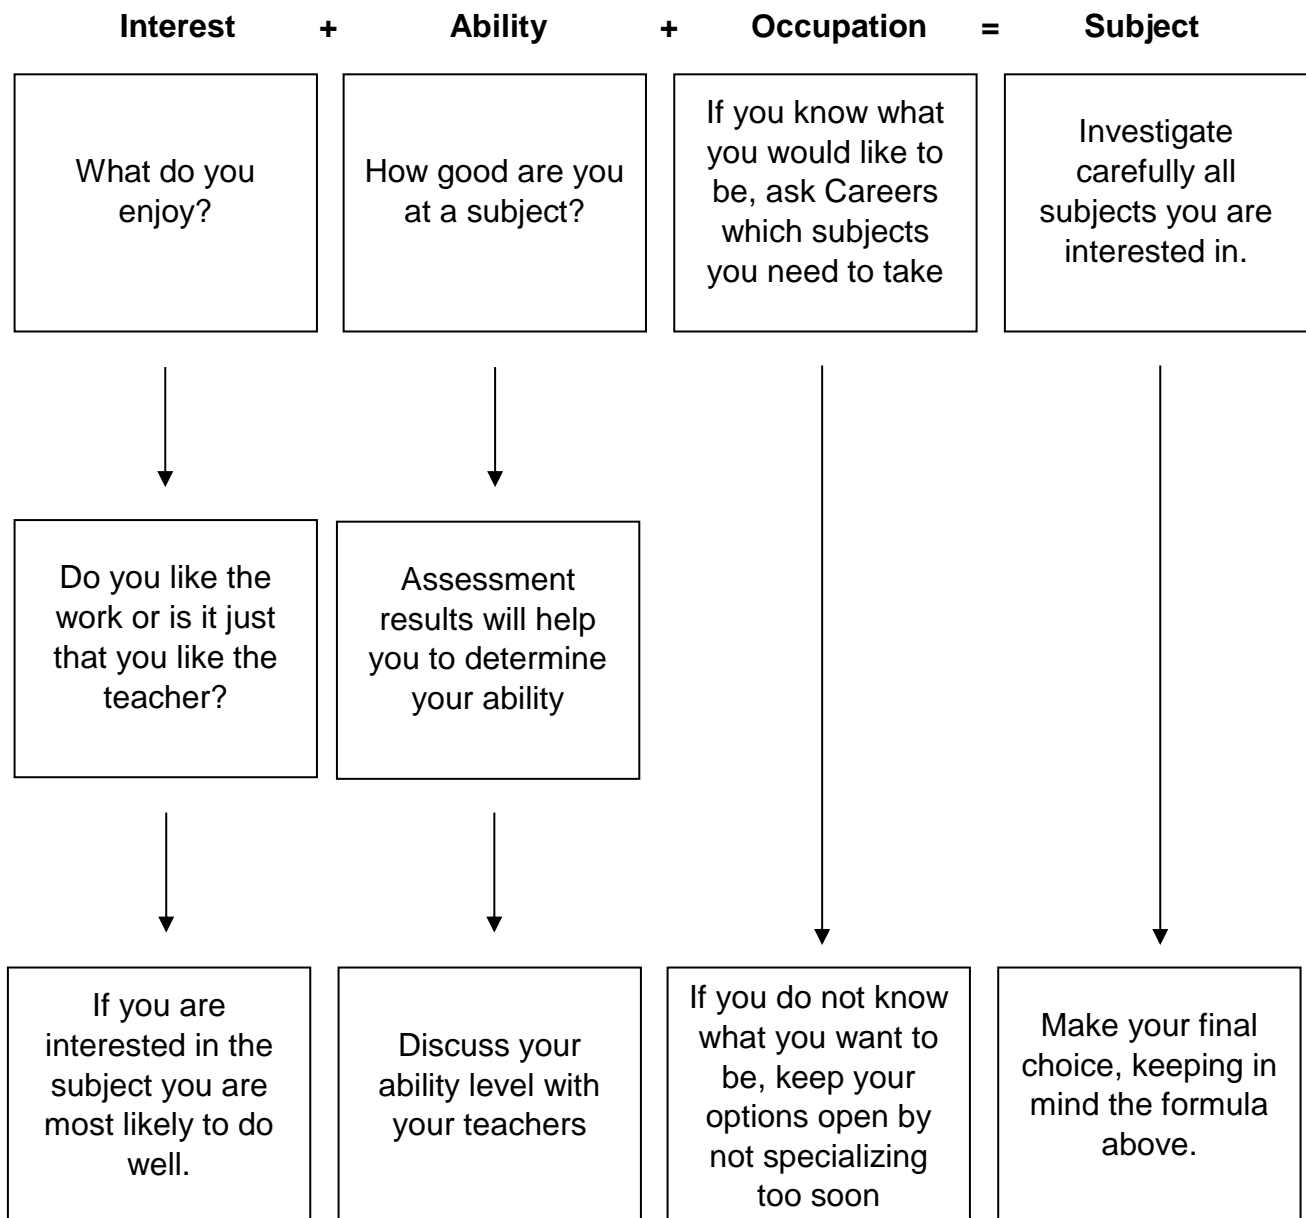 Interest + Ability + Occupation = Subject
What do you
enjoy?
How good are you
at a subject?
If you know what
you would like to
be, ask Careers
which subjects
you need to take
Investigate
carefully all
subjects you are
interested in.
Do you like the
work or is it just
that you like the
teacher?
Assessment
results will help
you to determine
your ability
If you are
interested in the
subject you are
most likely to do
well.
Discuss your
ability level with
your teachers
If you do not know
what you want to
be, keep your
options open by
not specializing
too soon
Make your final
choice, keeping in
mind the formula
above.